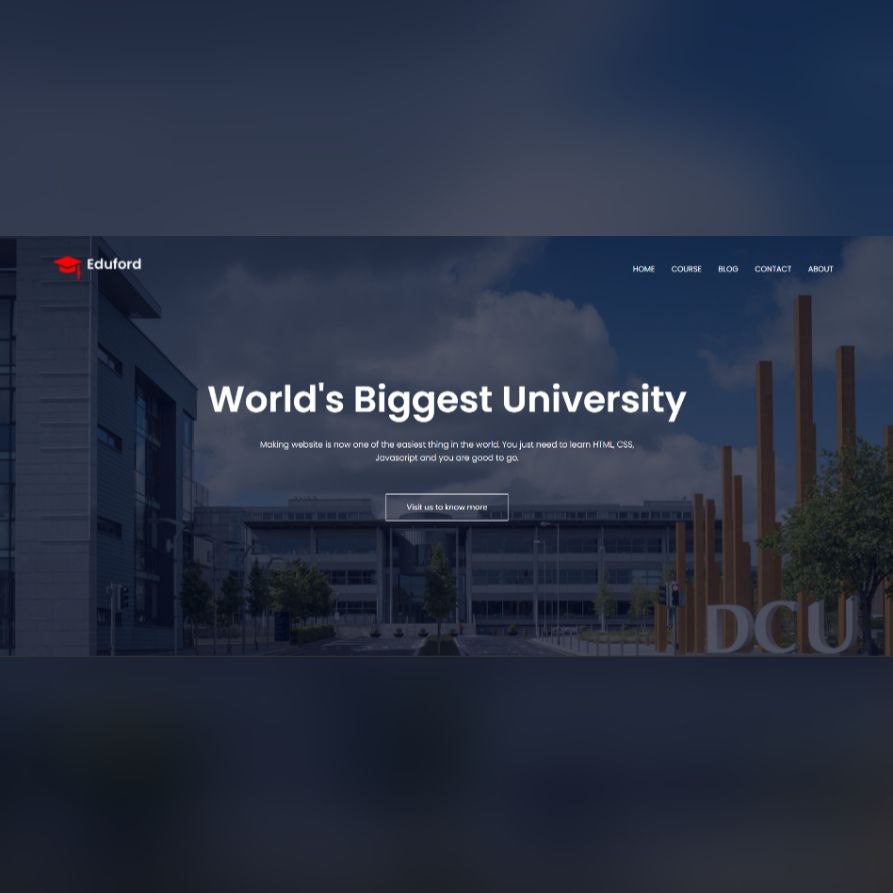 Eduford
HOME COURSE BLOG CONTACT ABOUT
World's Biggest University
Making website is now one of the easiest thing in the world. You just need to learn HTML, CSS,
Javascript and you are good to go.
Visit us to know more
DCU